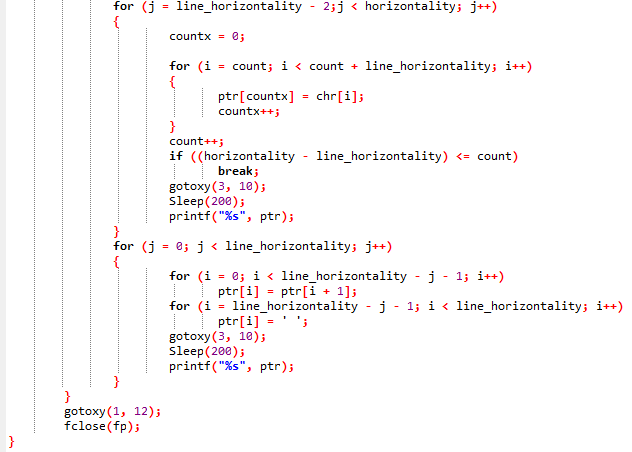 for (j = line_horizontality - 2;j < horizontality; j++)
{
countx = 0;
for (i = count; i < count + line_horizontality; i++)
{
ptr[countx] = chr[i];
countx++;
}
count++;
if ((horizontality - line_horizontality) <= count)
break;
gotoxy(3, 10);
Sleep(200);
printf("%s", ptr);
}
for (j = 0; j < line_horizontality; j++)
{
for (i = 0; i < line_horizontality - j - 1; i++)
ptr[i] = ptr[i + 1];
for (i = line_horizontality - j - 1; i < line_horizontality; i++)
ptr[i] = ' ';
gotoxy(3, 10);
Sleep(200);
printf("%s", ptr);
}
}
gotoxy(1, 12);
fclose(fp);
}